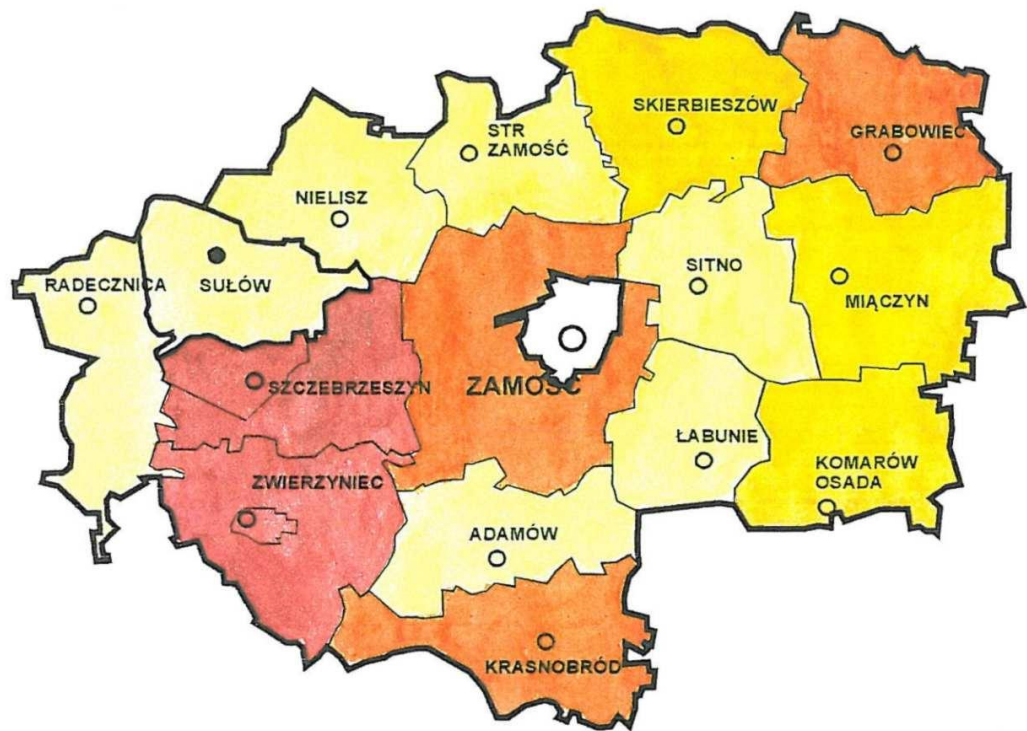 SKIERBIESZÓW
GRABOWIEC
STR
ZAMOŚĆ
NIELISZ
RADECZNICA
SUŁÓW
SITNO
MIĄCZYN
SZCZEBRZESZYN
ZAMOŚĆ
ŁABUNIE
KOMARÓW
OSADA
ZWIERZYNIEC
ADAMÓW
KRASNOBRÓD